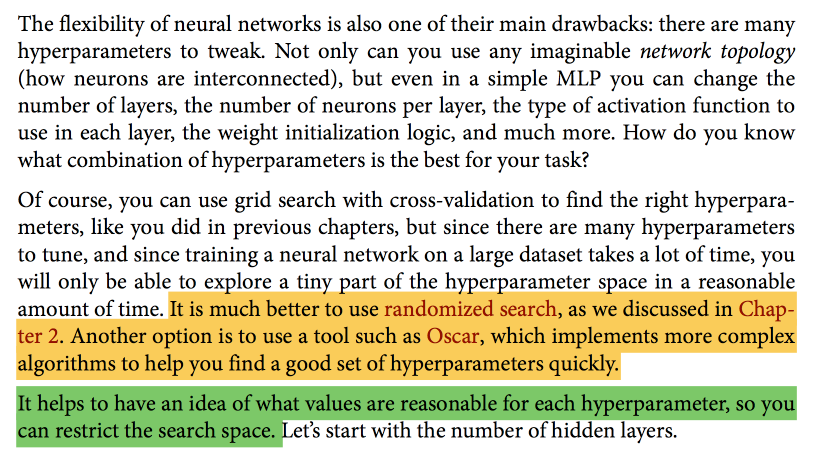 The flexibility of neural networks is also one of their main drawbacks: there are many
hyperparameters to tweak. Not only can you use any imaginable network topology
(how neurons are interconnected), but even in a simple MLP you can change the
number of layers, the number of neurons per layer, the type of activation function to
use in each layer, the weight initialization logic, and much more. How do you know
what combination of hyperparameters is the best for your task?
Of course, you can use grid search with cross-validation to find the right hyperpara-
meters, like you did in previous chapters, but since there are many hyperparameters
to tune, and since training a neural network on a large dataset takes a lot of time, you
will only be able to explore a tiny part of the hyperparameter space in a reasonable
amount of time. It is much better to use randomized search, as we discussed in Chap-
ter 2. Another option is to use a tool such as Oscar, which implements more complex
algorithms to help you find a good set of hyperparameters quickly.
It helps to have an idea of what values are reasonable for each hyperparameter, so you
can restrict the search space. Let’s start with the number of hidden layers.